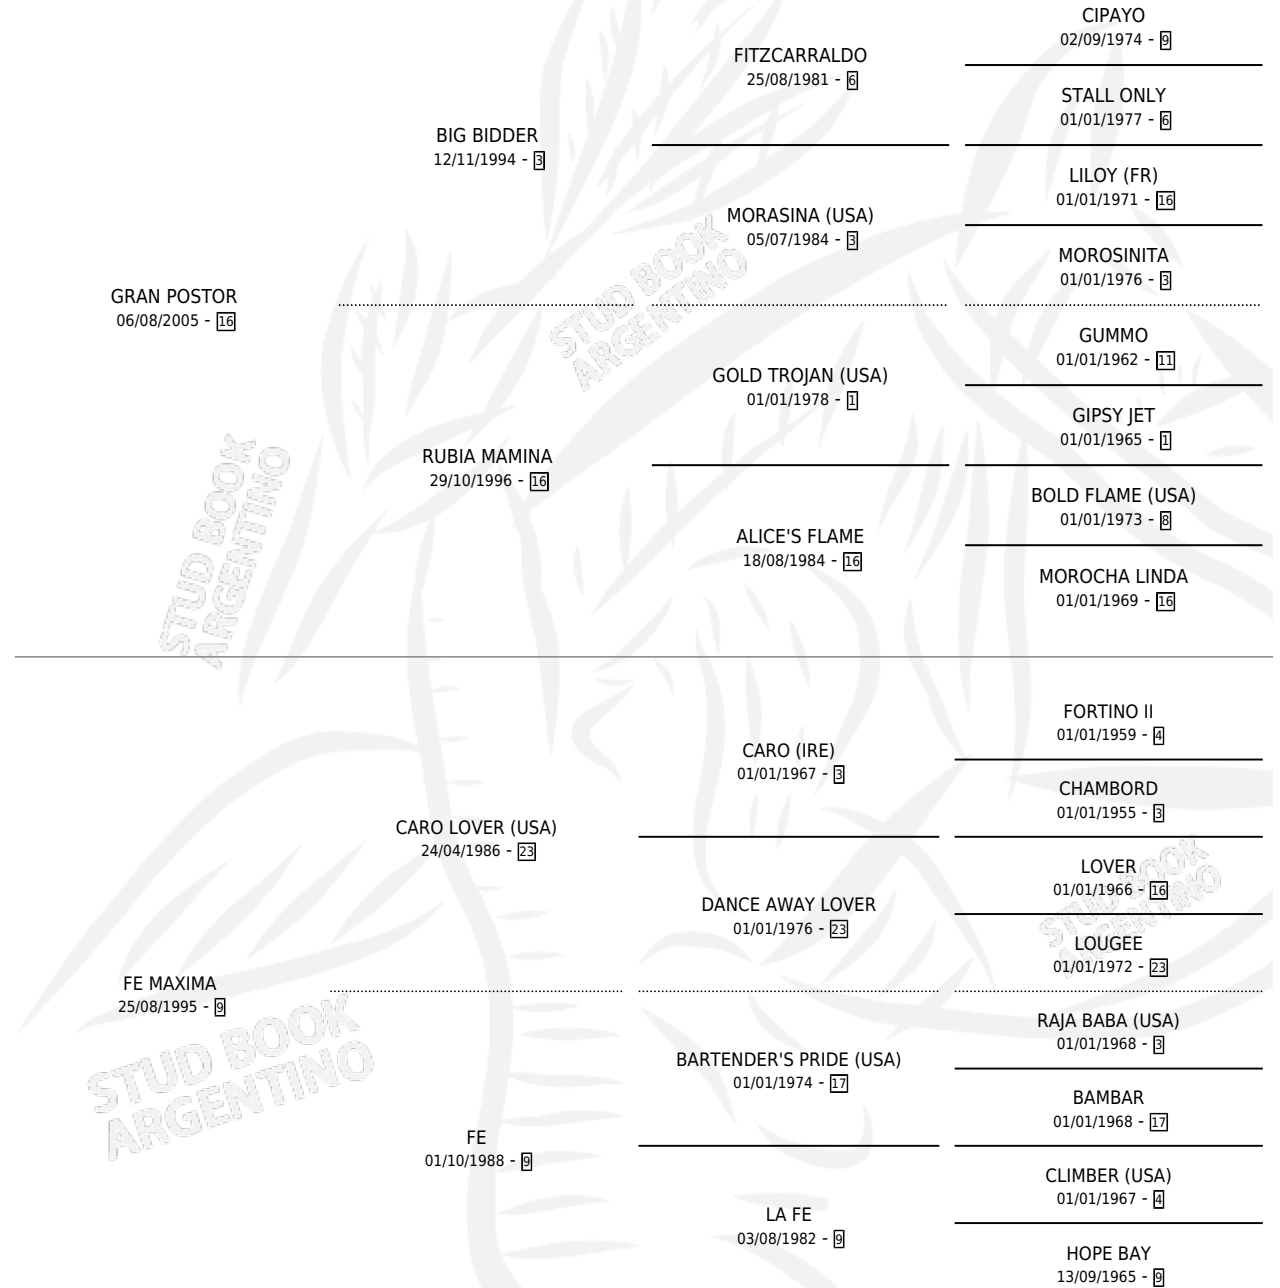 CIPAYO
02/09/1974 - 9
FITZCARRALDO
25/08/1981 - 6
STALL ONLY
01/01/1977 - 6
BIG BIDDER
12/11/1994 - 3
LILOY (FR)
01/01/1971 - 16
MORASINA (USA)
05/07/1984 - 3
MOROSINITA
01/01/1976 - 3
GRAN POSTOR
06/08/2005 - 16
STUD BOOK
ARGENTINO
GUMMO
01/01/1962 - 11
GOLD TROJAN (USA)
01/01/1978 - 1
GIPSY JET
01/01/1965 - 1
RUBIA MAMINA
29/10/1996 - 16
BOLD FLAME (USA)
01/01/1973 - 8
ALICE'S FLAME
18/08/1984 - 16
MOROCHA LINDA
01/01/1969 - 16
STUD BOOK
ARGENTINO
FORTINO II
01/01/1959 - 4
CARO (IRE)
01/01/1967 - 3
CHAMBORD
01/01/1955 - 3
CARO LOVER (USA)
24/04/1986 - 23
LOVER
01/01/1966 - 16
DANCE AWAY LOVER
01/01/1976 - 23
STUD BOOK
ARGENTINO
LOUGEE
01/01/1972 - 23
FE MAXIMA
25/08/1995 - 9
RAJA BABA (USA)
01/01/1968 - 3
BARTENDER'S PRIDE (USA)
01/01/1974 - 17
STUD BOOK
ARGENTINO
BAMBAR
01/01/1968 - 17
FE
01/10/1988 - 9
CLIMBER (USA)
01/01/1967 - 4
LA FE
03/08/1982 - 9
HOPE BAY
13/09/1965 - 9